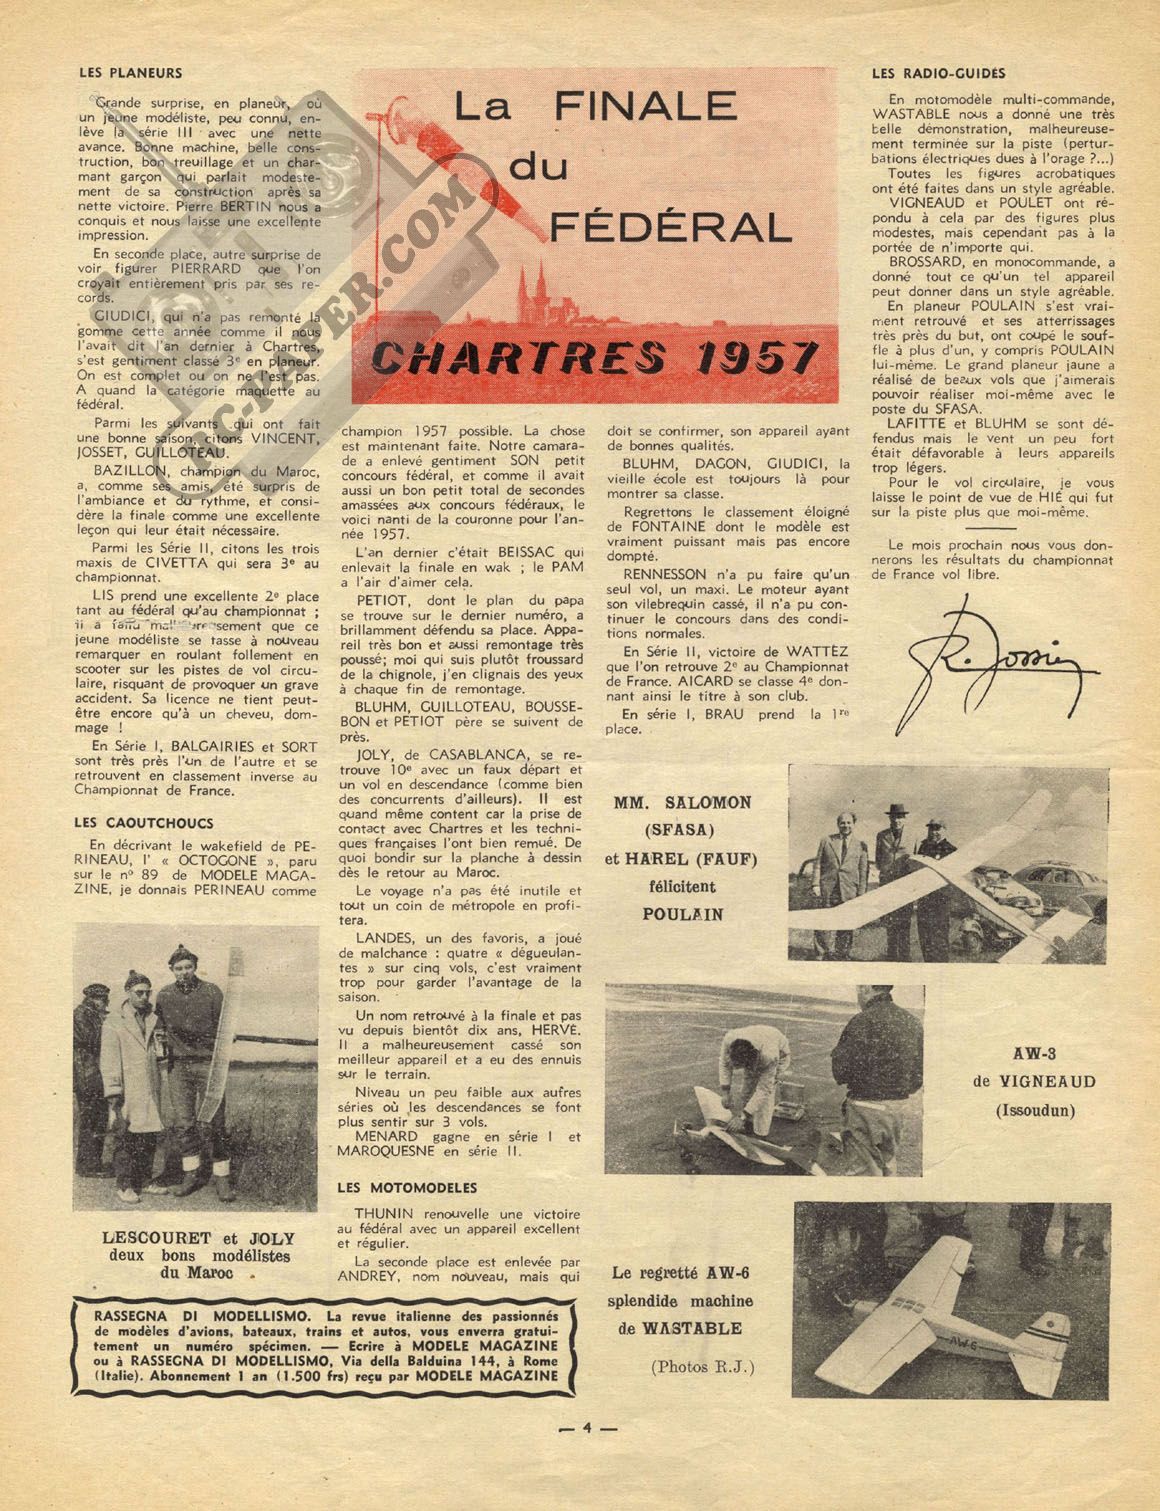 La FINALE
du
FÉDÉRAL
CHARTRES 1957
LES PLANEURS
Grande surprise, en planeur, où
un jeune modéliste, peu connu, en-
lève la série III avec une nette
avance. Bonne machine, belle cons-
truction, bon treuillage et un char-
mant garçon qui parlait modeste-
ment de sa construction après sa
nette victoire. Pierre BERTIN nous a
conquis et nous laisse une excellente
impression.
En seconde place, autre surprise de
voir figurer PIERRARD que l'on
croyait entièrement pris par ses re-
cords.
GIUDICI, qui n'a pas remonté la
gomme cette année comme il nous
l'avait dit l'an dernier à Chartres,
s'est gentiment classé 3e en planeur.
On est complet ou on ne l'est pas.
A quand la catégorie maquette au
fédéral.
Parmi les suivants qui ont fait
une bonne saison, citons VINCENT,
JOSSET, GUILLOTEAU.
BAZILLON, champion du Maroc,
a, comme ses amis, été surpris de
l'ambiance et du rythme, et consi-
dère la finale comme une excellente
leçon qui leur était nécessaire.
Parmi les Série II, citons les trois
maxis de CIVETTA qui sera 3e au
championnat.
LIS prend une excellente 2e place
tant au fédéral qu'au championnat ;
il a fallu malheureusement que ce
jeune modéliste se tasse à nouveau
remarquer en roulant follement en
scooter sur les pistes de vol circu-
laire, risquant de provoquer un grave
accident. Sa licence ne tient peut-
être encore qu'à un cheveu, dom-
mage !
En Série I, BALGAIRIES et SORT
sont très près l'un de l'autre et se
retrouvent en classement inverse au
Championnat de France.
LES CAOUTCHOUCS
En décrivant le wakefield de PE-
RINEAU, l' « OCTOGONE », paru
sur le n° 89 de MODELE MAGA-
ZINE, je donnais PERINEAU comme
champion 1957 possible. La chose
est maintenant faite. Notre camara-
de a enlevé gentiment SON petit
concours fédéral, et comme il avait
aussi un bon petit total de secondes
amassées aux concours fédéraux, le
voici nanti de la couronne pour l'an-
née 1957.
L'an dernier c'était BEISSAC qui
enlevait la finale en wak ; le PAM
a l'air d'aimer cela.
PETIOT, dont le plan du papa
se trouve sur le dernier numéro, a
brillamment défendu sa place. Appa-
reil très bon et aussi remontage très
poussé; moi qui suis plutôt froussard
de la chignole, j'en clignais des yeux
à chaque fin de remontage.
BLUHM, GUILLOTEAU, BOUSSE-
BON et PETIOT père se suivent de
près.
JOLY, de CASABLANCA, se re-
trouve 10e avec un faux départ et
un vol en descendance (comme bien
des concurrents d'ailleurs). Il est
quand même content car la prise de
contact avec Chartres et les techni-
ques françaises l'ont bien remué. De
quoi bondir sur la planche à dessin
dès le retour au Maroc.
Le voyage n'a pas été inutile et
tout un coin de métropole en profi-
tera.
LANDES, un des favoris, a joué
de malchance : quatre « dégueulan-
tes » sur cinq vols, c'est vraiment
trop pour garder l'avantage de la
saison.
Un nom retrouvé à la finale et pas
vu depuis bientôt dix ans, HERVÉ.
Il a malheureusement cassé son
meilleur appareil et a eu des ennuis
sur le terrain.
Niveau un peu faible aux autres
séries où les descendances se font
plus sentir sur 3 vols.
MENARD gagne en série I et
MAROQUESNE en série II.
LES MOTOMODELES
THUNIN renouvelle une victoire
au fédéral avec un appareil excellent
et régulier.
La seconde place est enlevée par
ANDREY, nom nouveau, mais qui
doit se confirmer, son appareil ayant
de bonnes qualités.
BLUHM, DAGON, GIUDICI, la
vieille école est toujours là pour
montrer sa classe.
Regrettons le classement éloigné
de FONTAINE dont le modèle est
vraiment puissant mais pas encore
dompté.
RENNESSON n'a pu faire qu'un
seul vol, un maxi. Le moteur ayant
son vilebrequin cassé, il n'a pu con-
tinuer le concours dans des condi-
tions normales.
En Série II, victoire de WATTÈZ
que l'on retrouve 2e au Championnat
de France. AICARD se classe 4e don-
nant ainsi le titre à son club.
En série I, BRAU prend la 1re
place.
LES RADIO-GUIDÉS
En motomodèle multi-commande,
WASTABLE nous a donné une très
belle démonstration, malheureuse-
ment terminée sur la piste (pertur-
bations électriques dues à l'orage ?...)
Toutes les figures acrobatiques
ont été faites dans un style agréable.
VIGNEAUD et POULET ont ré-
pondu à cela par des figures plus
modestes, mais cependant pas à la
portée de n'importe qui.
BROSSARD, en monocommande, a
donné tout ce qu'un tel appareil
peut donner dans un style agréable.
En planeur POULAIN s'est vrai-
ment retrouvé et ses atterrissages
très près du but, ont coupé le souf-
fle à plus d'un, y compris POULAIN
lui-même. Le grand planeur jaune a
réalisé de beaux vols que j'aimerais
pouvoir réaliser moi-même avec le
poste du SFASA.
LAFITTE et BLUHM se sont dé-
fendus mais le vent un peu fort
était défavorable à leurs appareils
trop légers.
Pour le vol circulaire, je vous
laisse le point de vue de HIÉ qui fut
sur la piste plus que moi-même.
Le mois prochain nous vous don-
nerons les résultats du championnat
de France vol libre.
MM. SALOMON
(SFASA)
et HAREL (FAUF)
félicitent
POULAIN
AW-3
de VIGNEAUD
(Issoudun)
Le regretté AW-6
splendide machine
de WASTABLE
(Photos R.J.)
AW-6
LESCOURET et JOLY
deux bons modélistes
du Maroc
RASSEGNA DI MODELLISMO. La revue italienne des passionnés
de modèles d'avions, bateaux, trains et autos, vous enverra gratui-
tement un numéro spécimen. — Ecrire à MODELE MAGAZINE
ou à RASSEGNA DI MODELLISMO, Via della Balduina 144, à Rome
(Italie). Abonnement 1 an (1.500 frs) reçu par MODELE MAGAZINE
— 4 —
RC-PAPER.COM